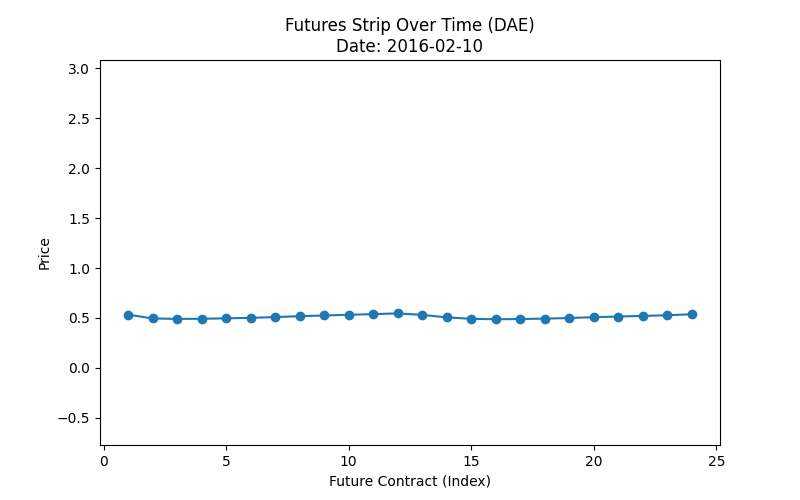 Futures Strip Over Time (DAE)
Date: 2016-02-10
Price
3.0
2.5
2.0
1.5
1.0
0.5
0.0
−0.5
0 5 10 15 20 25
Future Contract (Index)